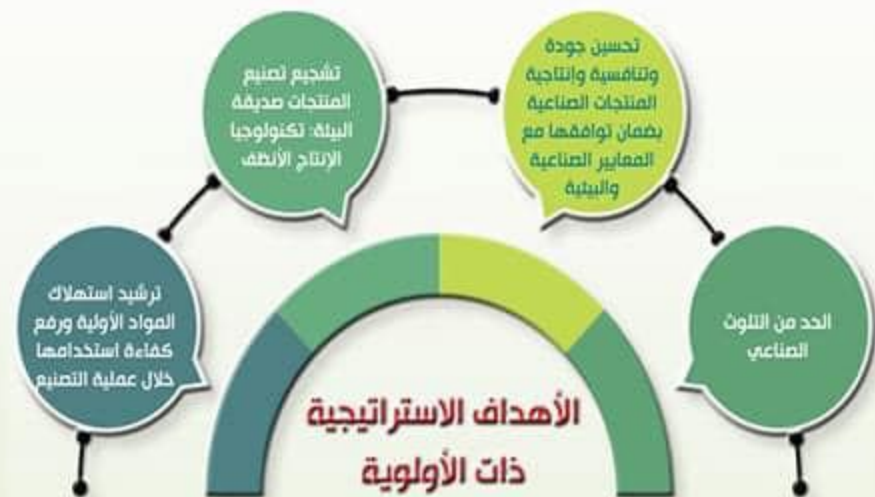 الحد من التلوث
الصناعي
تحسين جودة
وتنافسية وإنتاجية
المنتجات الصناعية
بضمان توافقها مع
المعايير الصناعية
والبيئية
تشجيع تصنيع
المنتجات صديقة
البيئة: تكنولوجيا
الإنتاج الأنظف
ترشيد استهلاك
المواد الأولية ورفع
كفاءة استخدامها
خلال عملية التصنيع
الأهداف الاستراتيجية
ذات الأولوية